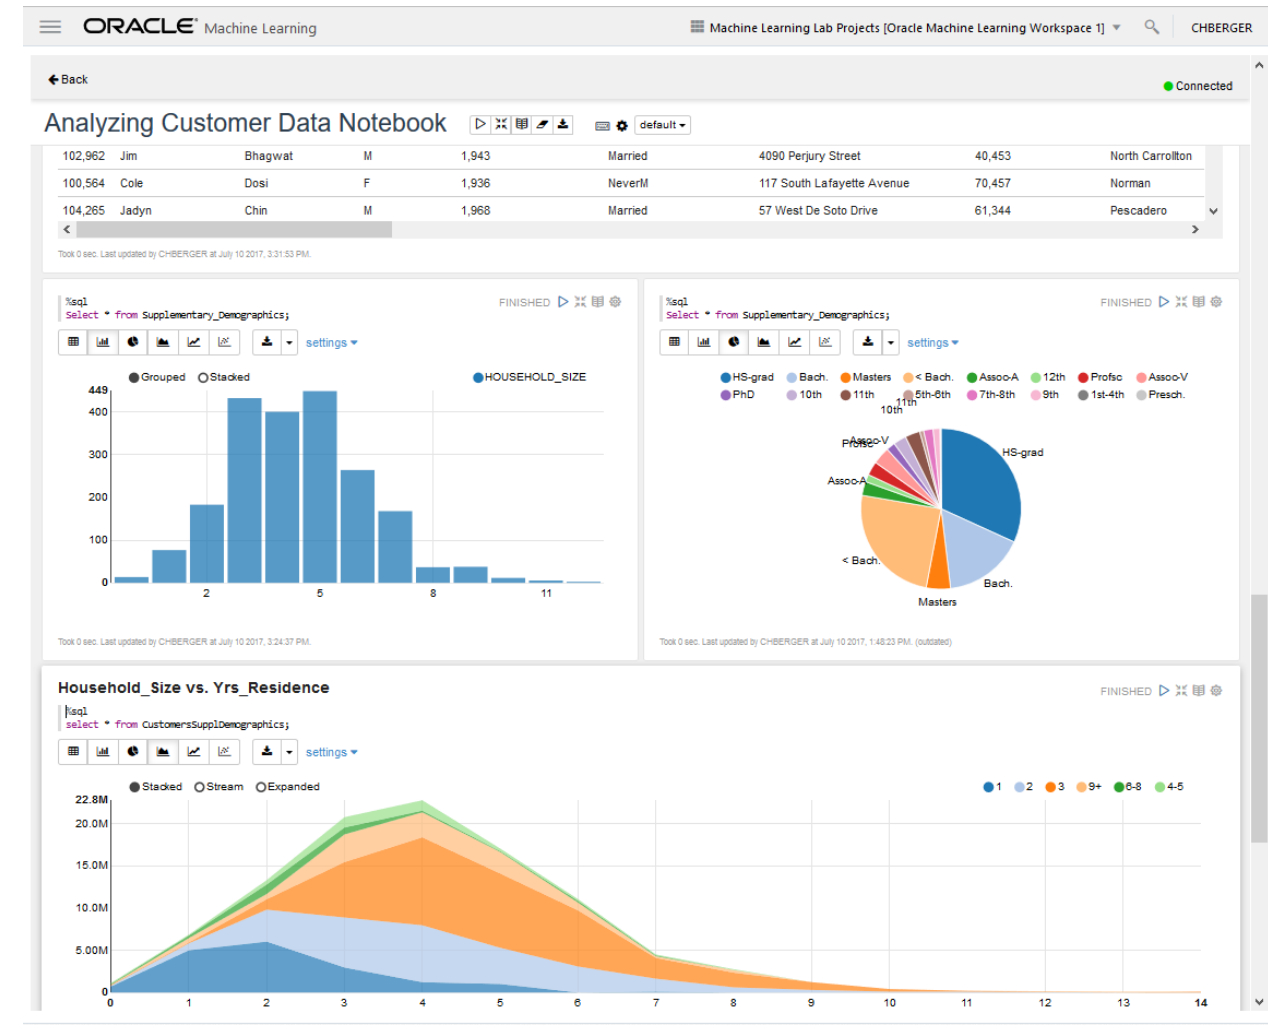 ORACLE® Machine Learning
Machine Learning Lab Projects [Oracle Machine Learning Workspace 1]
CHBERGER
Back
Connected
Analyzing Customer Data Notebook
default
102,962 Jim Bhagwat M 1,943 Married 4090 Perjury Street 40,453 North Carrollton
100,564 Cole Dosi F 1,936 NeverM 117 South Lafayette Avenue 70,457 Norman
104,265 Jadyn Chin M 1,968 Married 57 West De Soto Drive 61,344 Pescadero
Took 0 sec. Last updated by CHBERGER at July 10 2017, 3:31:53 PM.
%sql
FINISHED
Select * from Supplementary_Demographics;
settings
Grouped Stacked
HOUSEHOLD_SIZE
449
400
300
200
100
0
2 5 8 11
Took 0 sec. Last updated by CHBERGER at July 10 2017, 3:24:37 PM.
%sql
FINISHED
Select * from Supplementary_Demographics;
settings
HS-grad Bach. Masters < Bach. Assoc-A 12th Profsc Assoc-V
PhD 10th 11th 5th-6th 7th-8th 9th 1st-4th Presch.
11th
10th
Assoc-V
Profsc
HS-grad
Assoc-A
< Bach.
Bach.
Masters
Took 0 sec. Last updated by CHBERGER at July 10 2017, 1:48:23 PM. (outdated)
Household_Size vs. Yrs_Residence
FINISHED
%sql
select * from CustomersSupplDemographics;
settings
Stacked Stream Expanded
1 2 3 9+ 6-8 4-5
22.8M
20.0M
15.0M
10.0M
5.00M
0
0 1 2 3 4 5 6 7 8 9 10 11 12 13 14